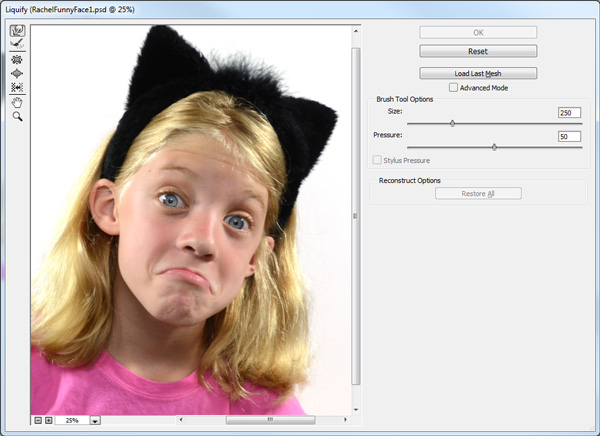 Liquify (RachelFunnyFace1.psd @ 25%)
OK
Reset
Load Last Mesh
Advanced Mode
Brush Tool Options
Size:
250
Pressure:
50
Stylus Pressure
Reconstruct Options
Restore All
25%